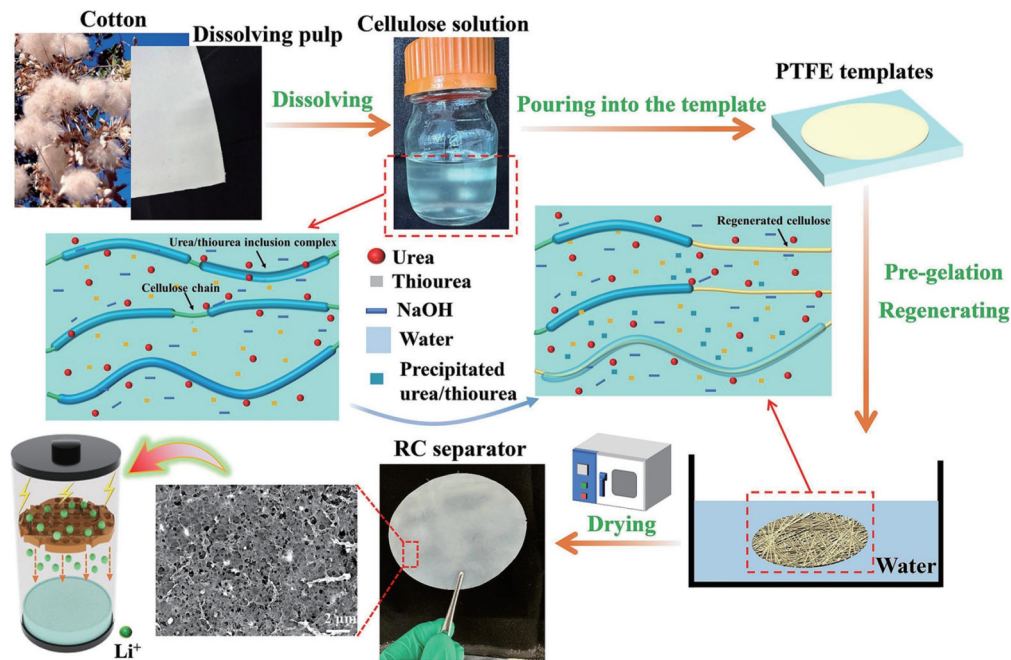 Cotton
Dissolving pulp
Cellulose solution
Dissolving
Pouring into the template
PTFE templates
Urea/thiourea inclusion complex
Cellulose chain
Urea
Thiourea
NaOH
Water
Precipitated
urea/thiourea
Regenerated cellulose
Pre-gelation
Regenerating
RC separator
Drying
Water
2 μm
Li⁺